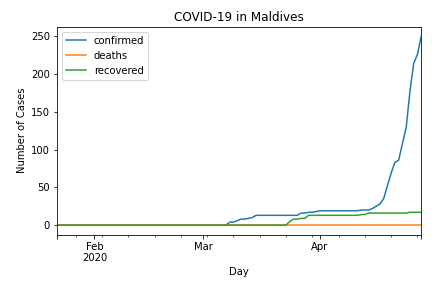 COVID-19 in Maldives
confirmed
deaths
recovered
Number of Cases
250
200
150
100
50
0
Feb
2020
Mar
Apr
Day